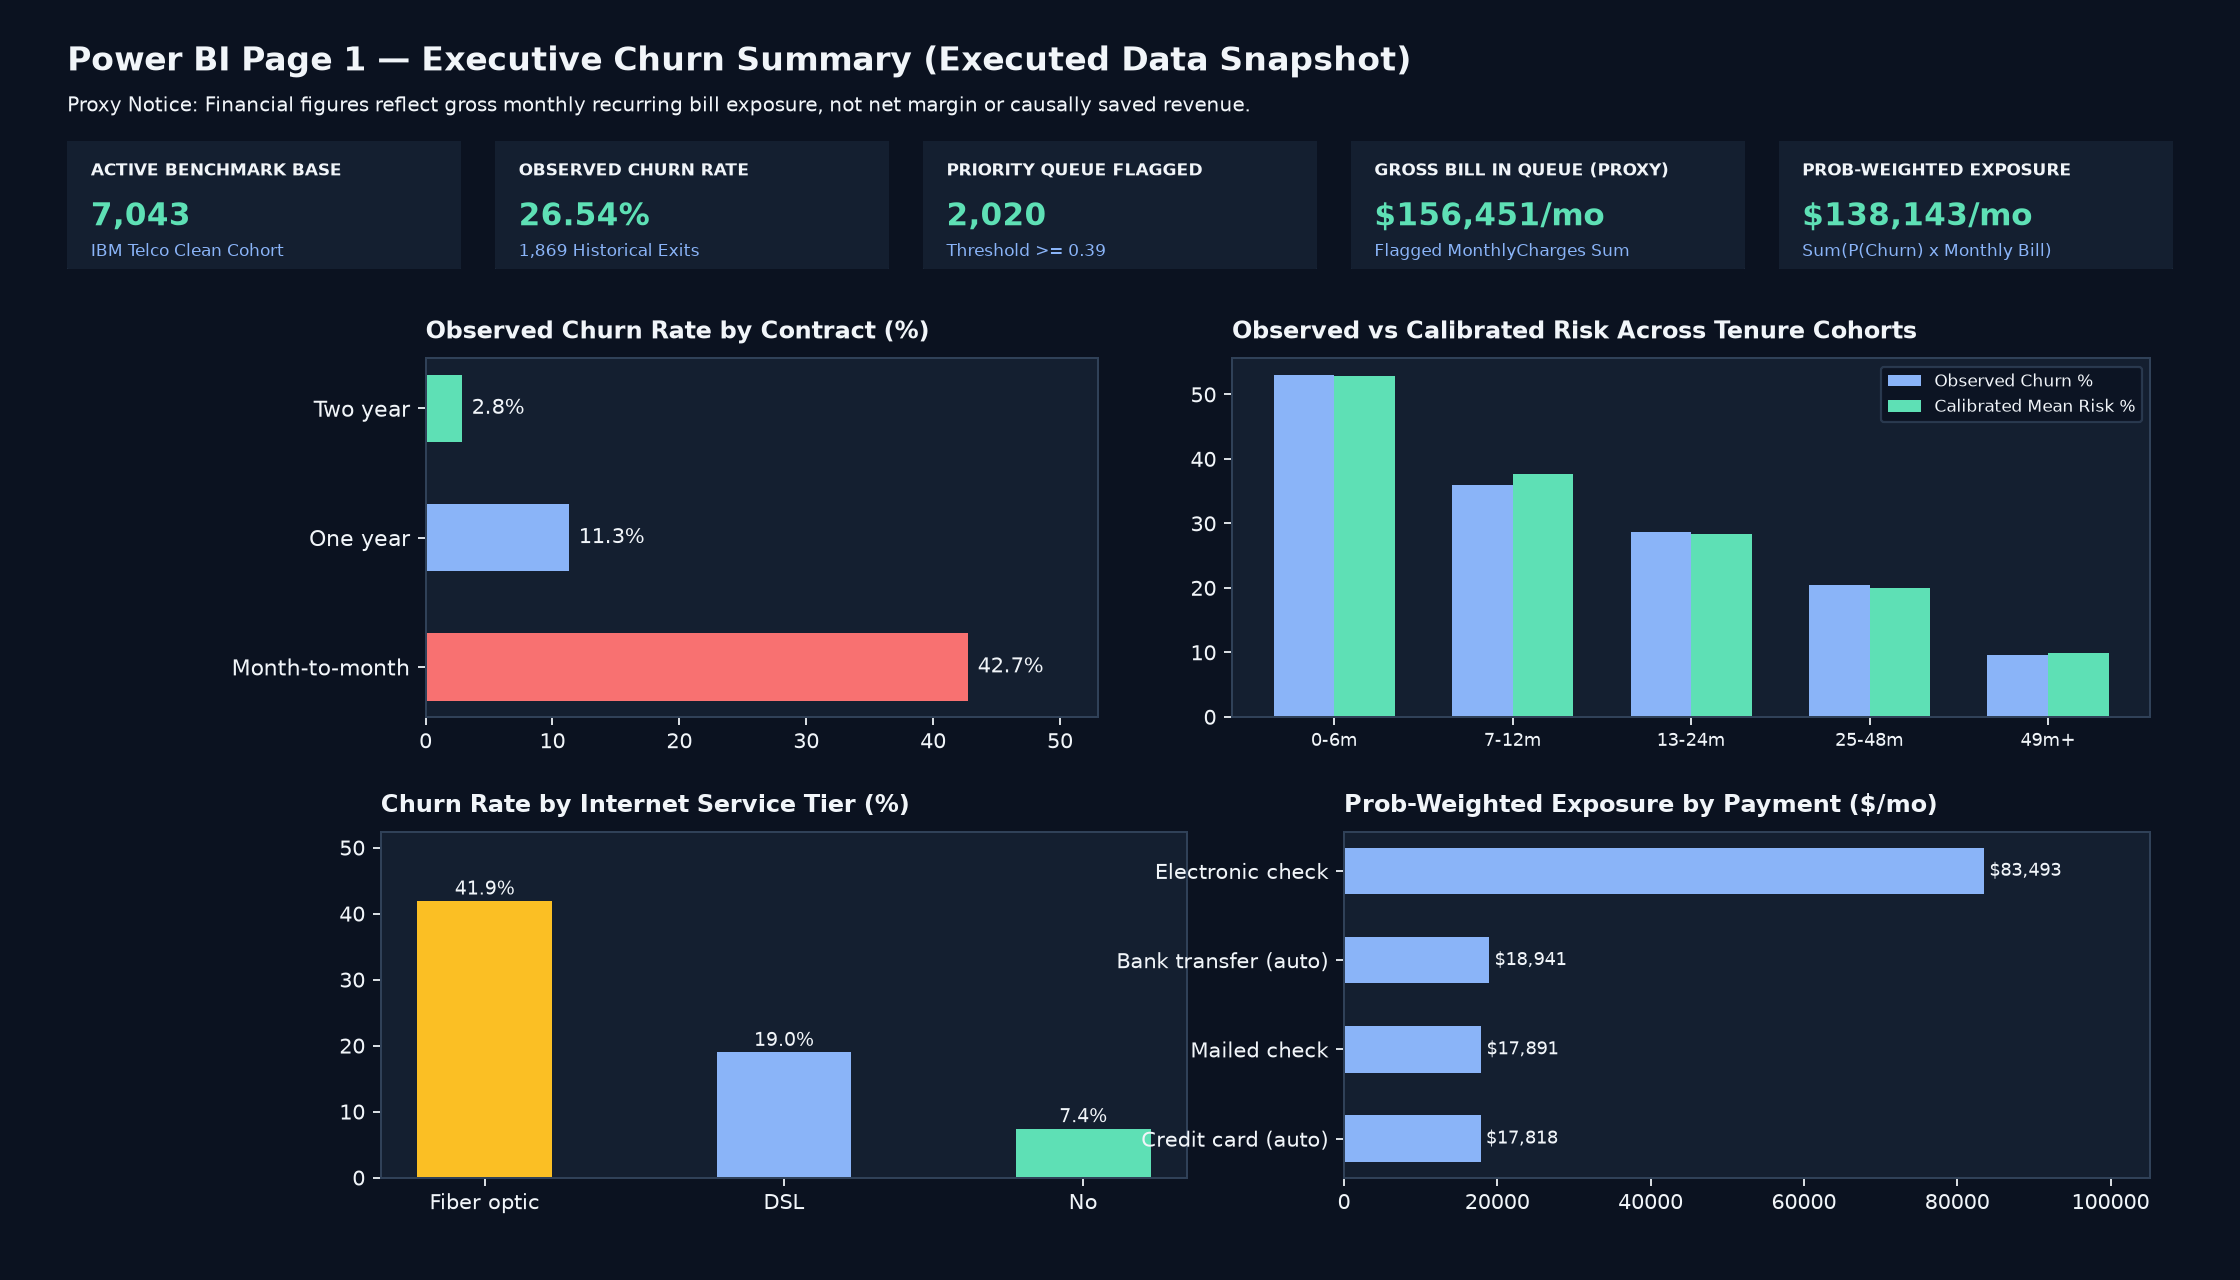 Power BI Page 1 — Executive Churn Summary (Executed Data Snapshot)
Proxy Notice: Financial figures reflect gross monthly recurring bill exposure, not net margin or causally saved revenue.
ACTIVE BENCHMARK BASE
7,043
IBM Telco Clean Cohort
OBSERVED CHURN RATE
26.54%
1,869 Historical Exits
PRIORITY QUEUE FLAGGED
2,020
Threshold >= 0.39
GROSS BILL IN QUEUE (PROXY)
$156,451/mo
Flagged MonthlyCharges Sum
PROB-WEIGHTED EXPOSURE
$138,143/mo
Sum(P(Churn) x Monthly Bill)
Observed Churn Rate by Contract (%)
Two year
2.8%
One year
11.3%
Month-to-month
42.7%
0 10 20 30 40 50
Observed vs Calibrated Risk Across Tenure Cohorts
Observed Churn %
Calibrated Mean Risk %
50
40
30
20
10
0
0-6m 7-12m 13-24m 25-48m 49m+
Churn Rate by Internet Service Tier (%)
50
40
30
20
10
0
41.9%
19.0%
7.4%
Fiber optic DSL No
Prob-Weighted Exposure by Payment ($/mo)
Electronic check
$83,493
Bank transfer (auto)
$18,941
Mailed check
$17,891
Credit card (auto)
$17,818
0 20000 40000 60000 80000 100000